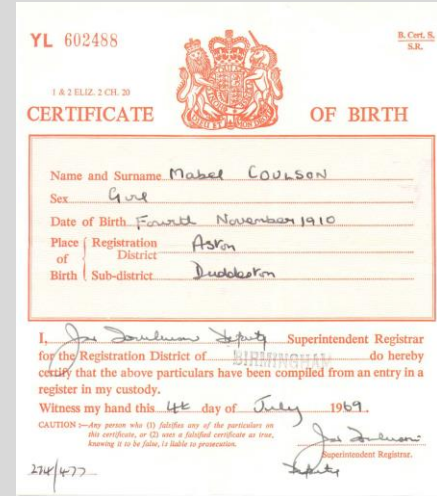 YL 602488
B. Cert. S.
S.R.
1 & 2 ELIZ. 2 CH. 20
CERTIFICATE OF BIRTH
Name and Surname Mabel COULSON
Sex Girl
Date of Birth Fourth November 1910
Place of Birth { Registration District Aston
Sub-district Duddeston
I, Deputy Superintendent Registrar
for the Registration District of BIRMINGHAM do hereby
certify that the above particulars have been compiled from an entry in a
register in my custody.
Witness my hand this 4th day of July 1969.
CAUTION :—Any person who (1) falsifies any of the particulars on
this certificate, or (2) uses a falsified certificate as true,
knowing it to be false, is liable to prosecution.
Superintendent Registrar.
Deputy
274/477